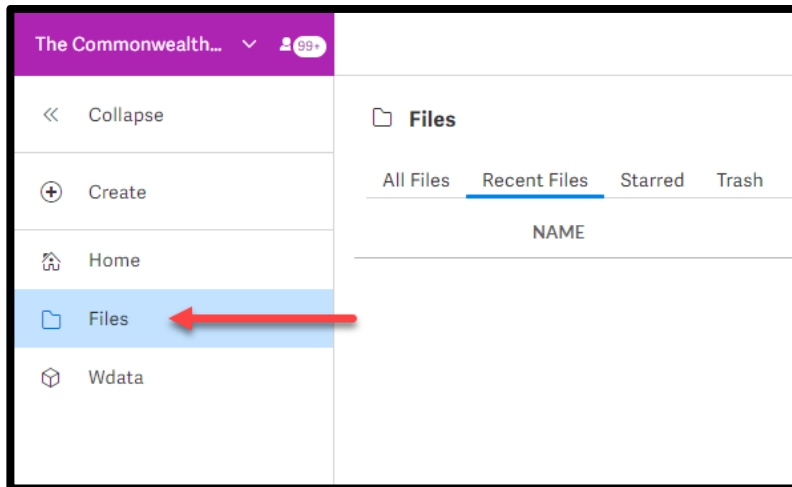 The Commonwealth... 99+
Collapse
Create
Home
Files
Wdata
Files
All Files Recent Files Starred Trash
NAME